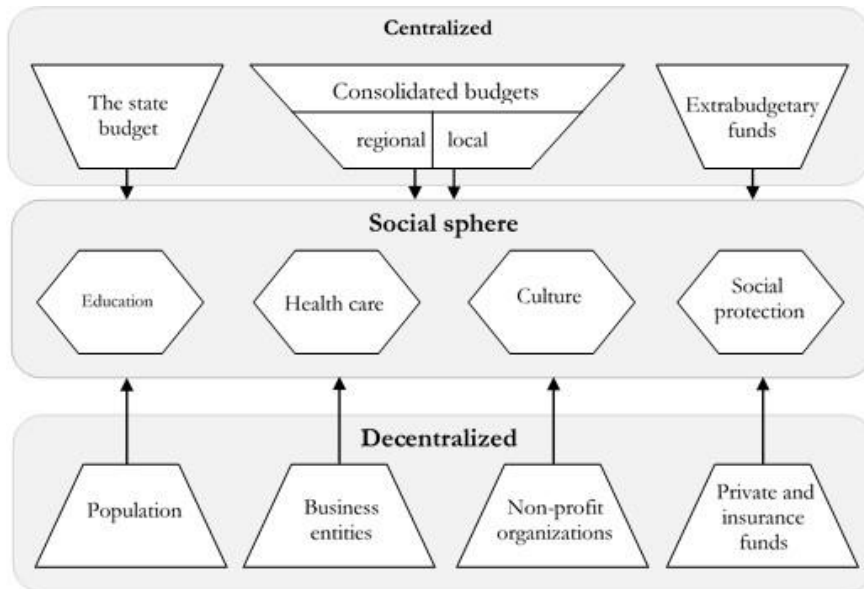 Centralized
The state
budget
Consolidated budgets
regional
local
Extrabudgetary
funds
Social sphere
Education
Health care
Culture
Social
protection
Decentralized
Population
Business
entities
Non-profit
organizations
Private and
insurance
funds